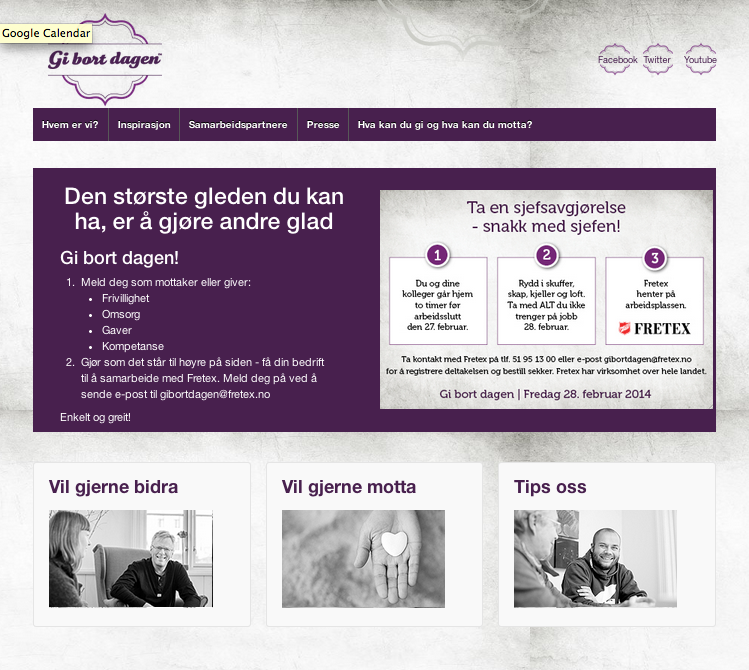 Google Calendar
Gi bort dagen™
Facebook
Twitter
Youtube
Hvem er vi?
Inspirasjon
Samarbeidspartnere
Presse
Hva kan du gi og hva kan du motta?
Den største gleden du kan
ha, er å gjøre andre glad
Gi bort dagen!
1. Meld deg som mottaker eller giver:
• Frivillighet
• Omsorg
• Gaver
• Kompetanse
2. Gjør som det står til høyre på siden - få din bedrift
til å samarbeide med Fretex. Meld deg på ved å
sende e-post til gibortdagen@fretex.no
Enkelt og greit!
Ta en sjefsavgjørelse
- snakk med sjefen!
1
Du og dine
kolleger går hjem
to timer før
arbeidsslutt
den 27. februar.
2
Rydd i skuffer,
skap, kjeller og loft.
Ta med ALT du ikke
trenger på jobb
28. februar.
3
Fretex
henter på
arbeidsplassen.
FRETEX
Ta kontakt med Fretex på tlf. 51 95 13 00 eller e-post gibortdagen@fretex.no
for å registrere deltakelsen og bestill sekker. Fretex har virksomhet over hele landet.
Gi bort dagen | Fredag 28. februar 2014
Vil gjerne bidra
Vil gjerne motta
Tips oss